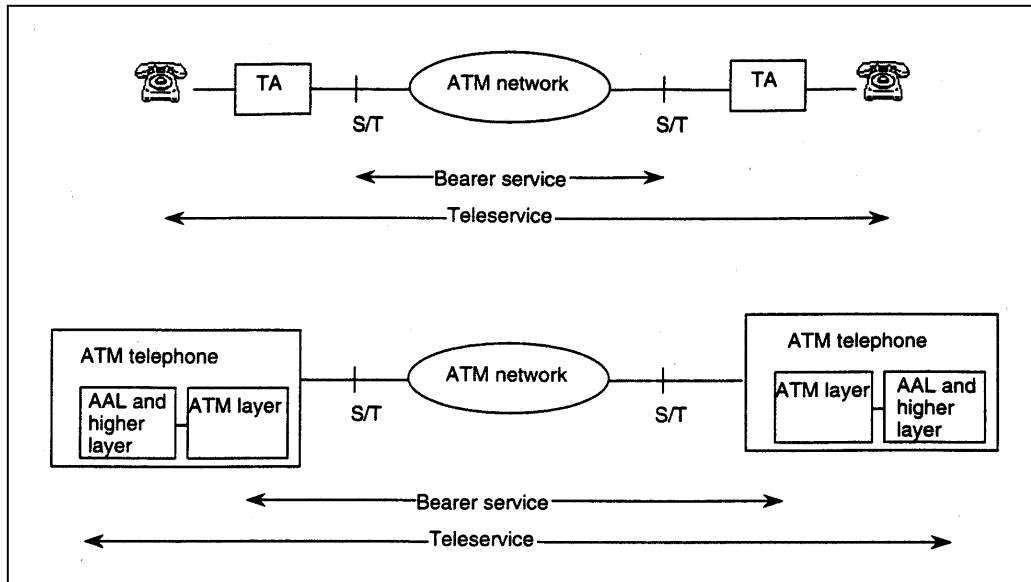 TA
ATM network
TA
S/T
S/T
Bearer service
Teleservice
ATM telephone
AAL and
higher
layer
ATM layer
S/T
ATM network
S/T
ATM telephone
ATM layer
AAL and
higher
layer
Bearer service
Teleservice